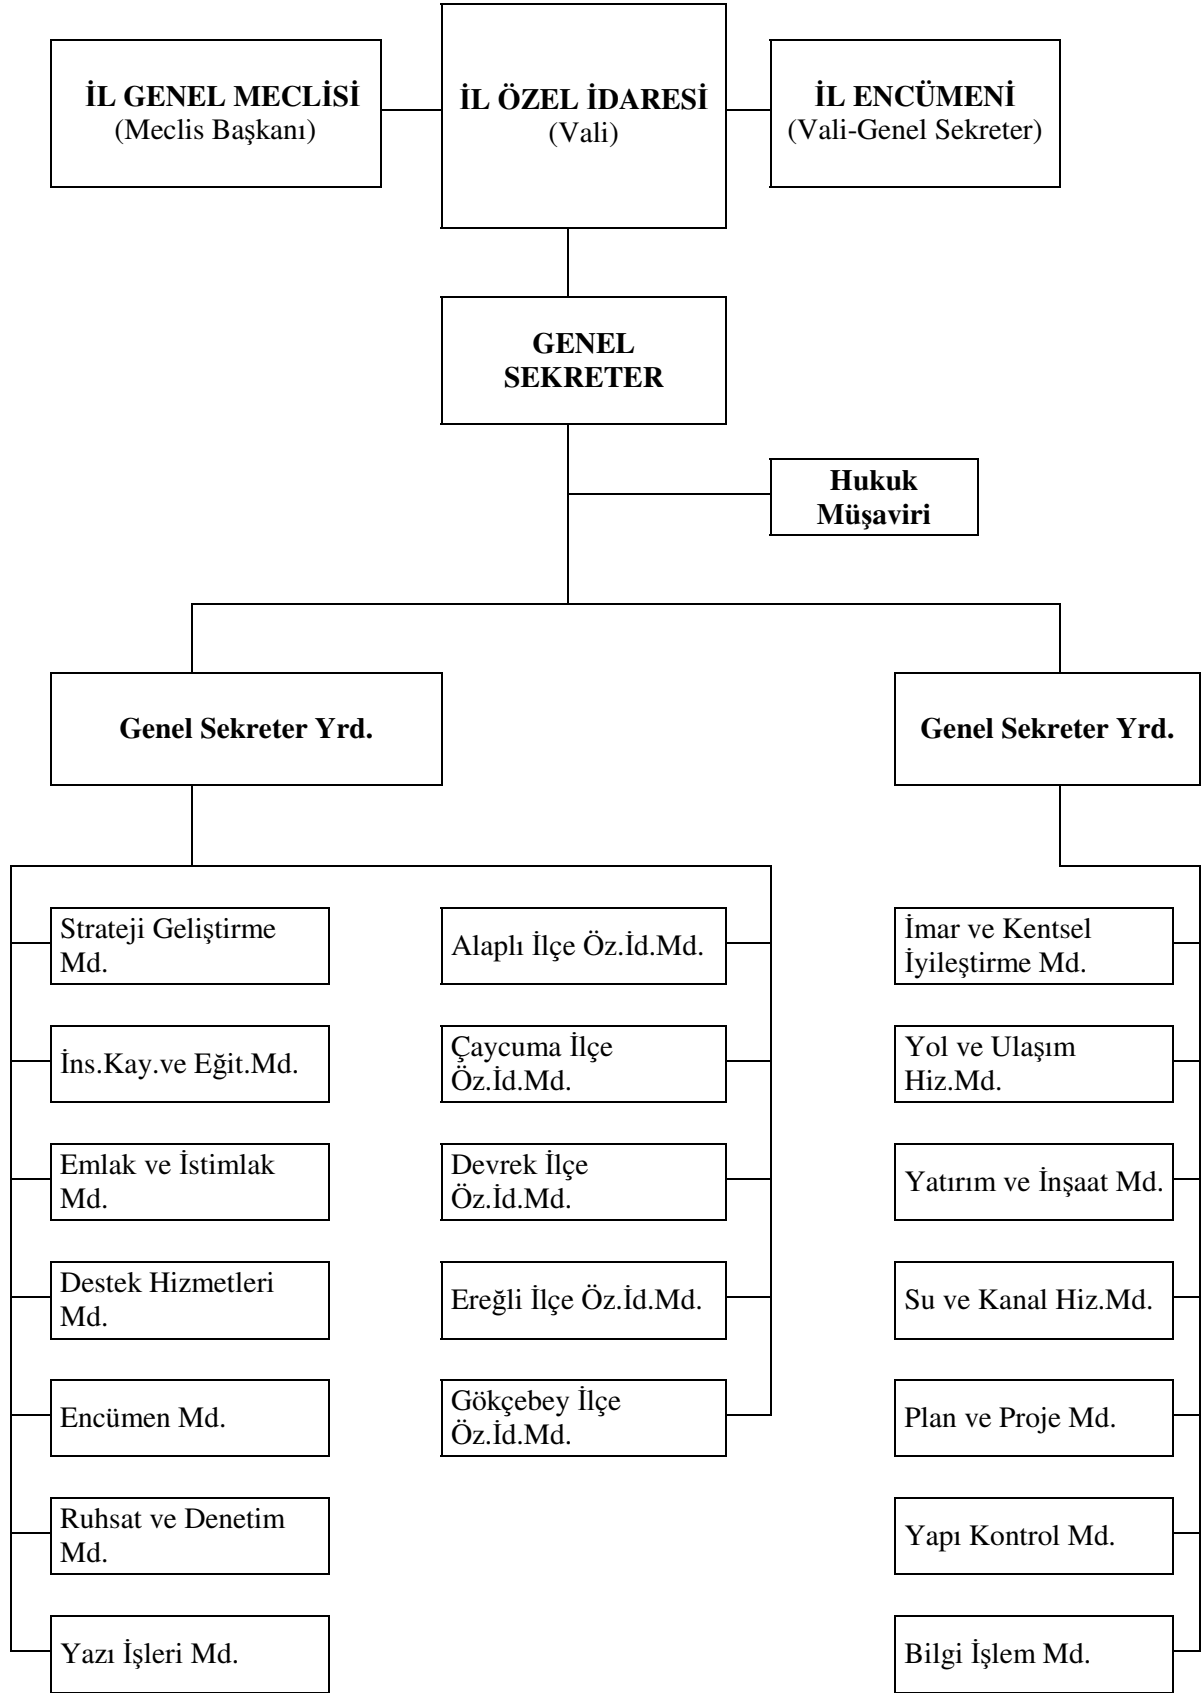 İL GENEL MECLİSİ
(Meclis Başkanı)
İL ÖZEL İDARESİ
(Vali)
İL ENCÜMENİ
(Vali-Genel Sekreter)
GENEL
SEKRETER
Hukuk
Müşaviri
Genel Sekreter Yrd.
Genel Sekreter Yrd.
Strateji Geliştirme
Md.
Alaplı İlçe Öz.İd.Md.
İmar ve Kentsel
İyileştirme Md.
İns.Kay.ve Eğit.Md.
Çaycuma İlçe
Öz.İd.Md.
Yol ve Ulaşım
Hiz.Md.
Emlak ve İstimlak
Md.
Devrek İlçe
Öz.İd.Md.
Yatırım ve İnşaat Md.
Destek Hizmetleri
Md.
Ereğli İlçe Öz.İd.Md.
Su ve Kanal Hiz.Md.
Encümen Md.
Gökçebey İlçe
Öz.İd.Md.
Plan ve Proje Md.
Ruhsat ve Denetim
Md.
Yapı Kontrol Md.
Yazı İşleri Md.
Bilgi İşlem Md.